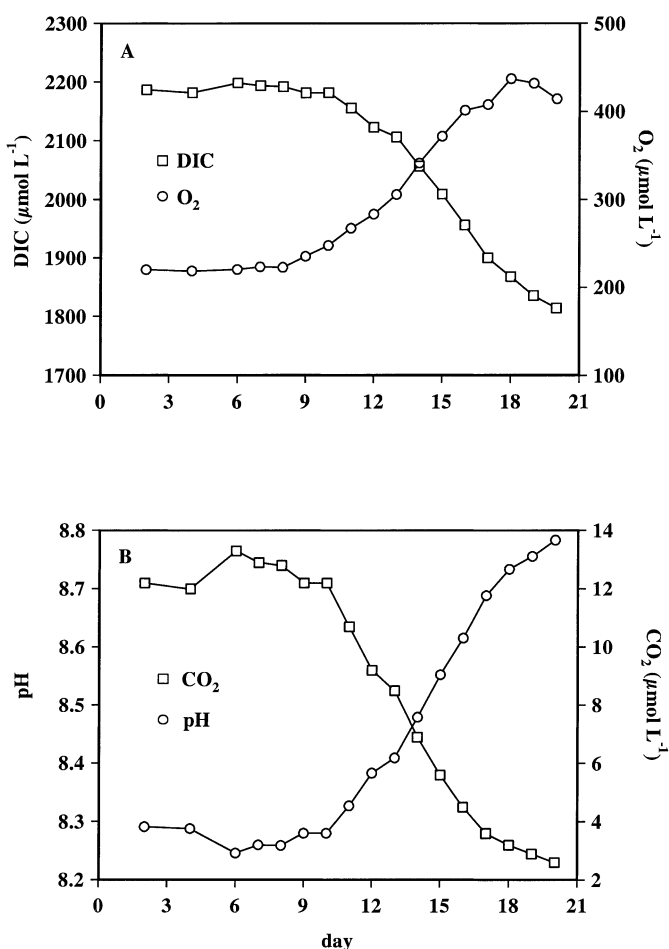 2300
2200
2100
2000
1900
1800
1700
DIC (µmol L⁻¹)
A
DIC
O₂
500
400
300
200
100
O₂ (µmol L⁻¹)
0 3 6 9 12 15 18 21
8.8
8.7
8.6
8.5
8.4
8.3
8.2
pH
B
CO₂
pH
14
12
10
8
6
4
2
CO₂ (µmol L⁻¹)
0 3 6 9 12 15 18 21
day